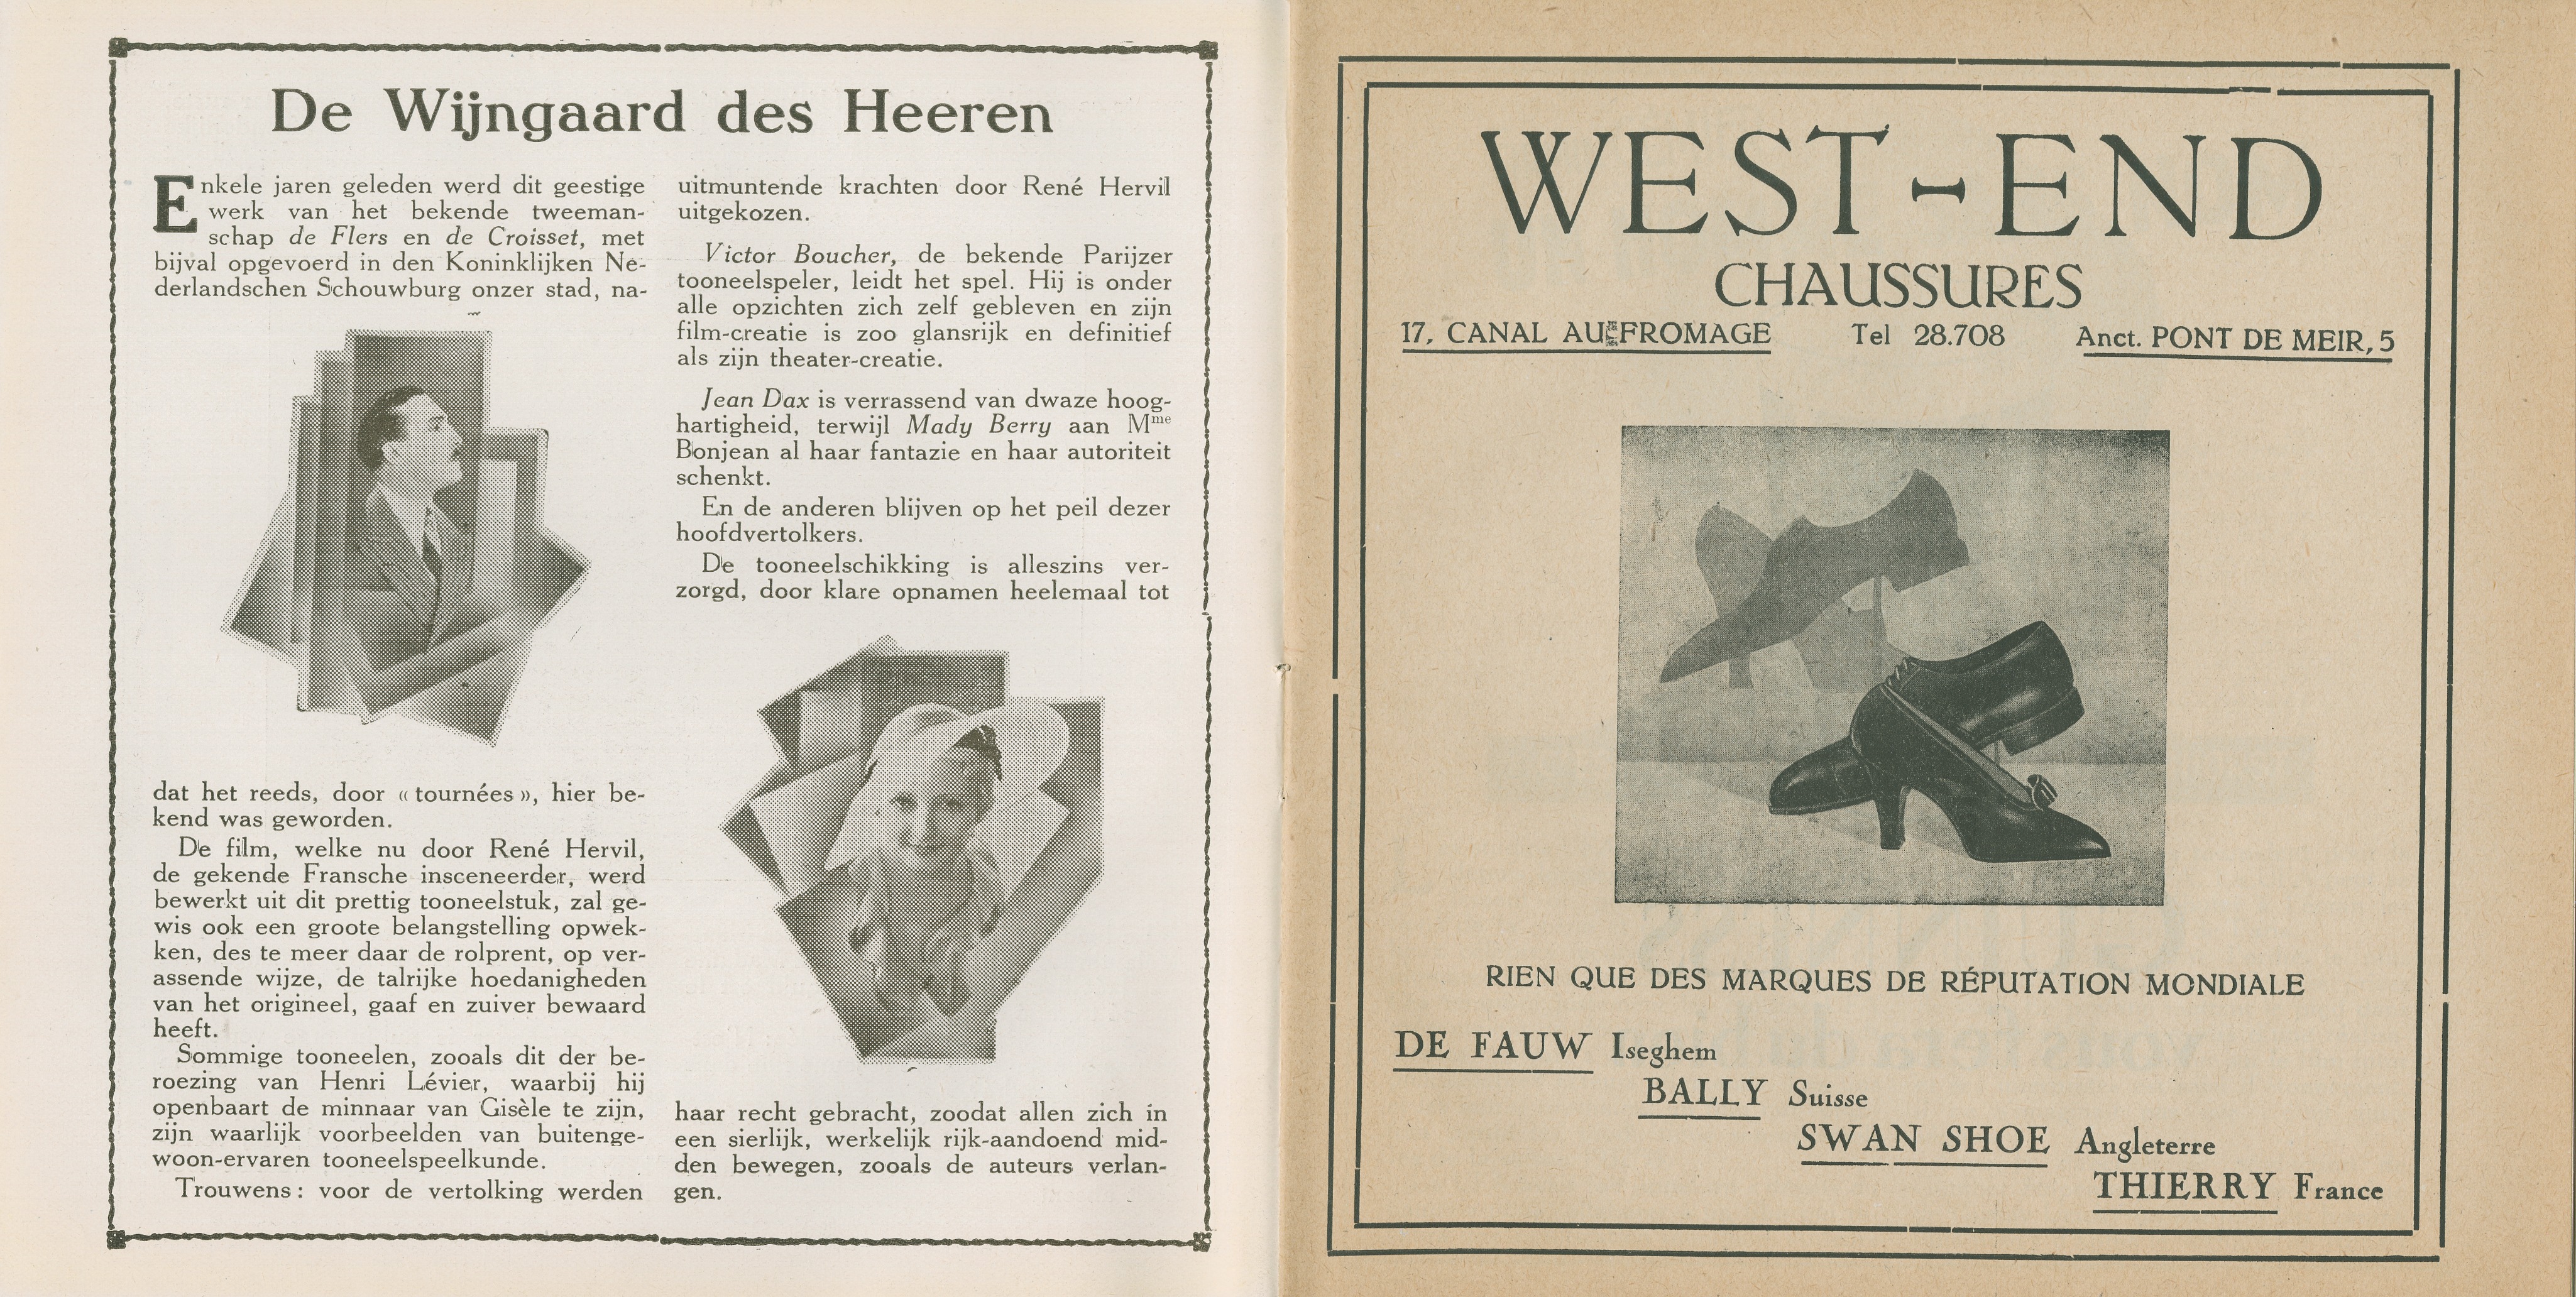 De Wijngaard des Heeren
Enkele jaren geleden werd dit geestige
werk van het bekende tweeman-
schap de Flers en de Croisset, met
bijval opgevoerd in den Koninklijken Ne-
derlandschen Schouwburg onzer stad, na-
dat het reeds, door « tournées », hier be-
kend was geworden.
De film, welke nu door René Hervil,
de gekende Fransche insceneerder, werd
bewerkt uit dit prettig tooneelstuk, zal ge-
wis ook een groote belangstelling opwek-
ken, des te meer daar de rolprent, op ver-
assende wijze, de talrijke hoedanigheden
van het origineel, gaaf en zuiver bewaard
heeft.
Sommige tooneelen, zooals dit der be-
roezing van Henri Lévier, waarbij hij
openbaart de minnaar van Gisèle te zijn,
zijn waarlijk voorbeelden van buitenge-
woon-ervaren tooneelspeelkunde.
Trouwens : voor de vertolking werden
uitmuntende krachten door René Hervil
uitgekozen.
Victor Boucher, de bekende Parijzer
tooneelspeler, leidt het spel. Hij is onder
alle opzichten zich zelf gebleven en zijn
film-creatie is zoo glansrijk en definitief
als zijn theater-creatie.
Jean Dax is verrassend van dwaze hoog-
hartigheid, terwijl Mady Berry aan Mme
Bonjean al haar fantazie en haar autoriteit
schenkt.
En de anderen blijven op het peil dezer
hoofdvertolkers.
De tooneelschikking is alleszins ver-
zorgd, door klare opnamen heelemaal tot
haar recht gebracht, zoodat allen zich in
een sierlijk, werkelijk rijk-aandoend mid-
den bewegen, zooals de auteurs verlan-
gen.
WEST-END
CHAUSSURES
17, CANAL AU FROMAGE Tel 28.708 Anct. PONT DE MEIR, 5
RIEN QUE DES MARQUES DE RÉPUTATION MONDIALE
DE FAUW Iseghem
BALLY Suisse
SWAN SHOE Angleterre
THIERRY France